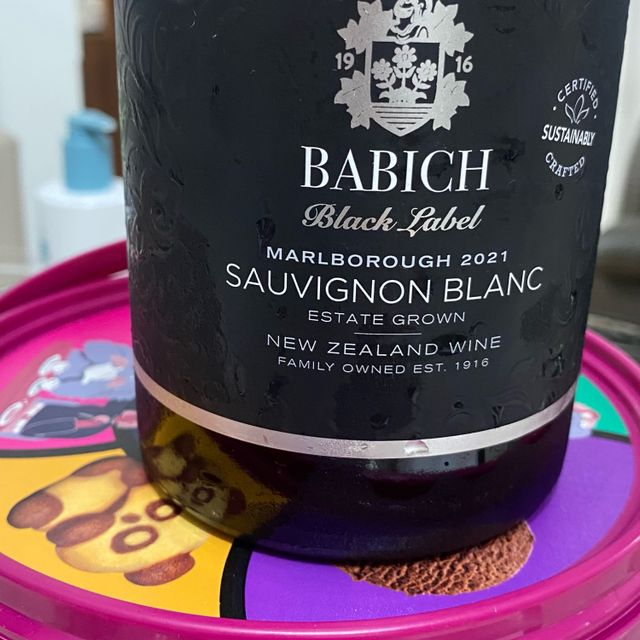 19 16
CERTIFIED
SUSTAINABLY
CRAFTED
BABICH
Black Label
MARLBOROUGH 2021
SAUVIGNON BLANC
ESTATE GROWN
NEW ZEALAND WINE
FAMILY OWNED EST. 1916